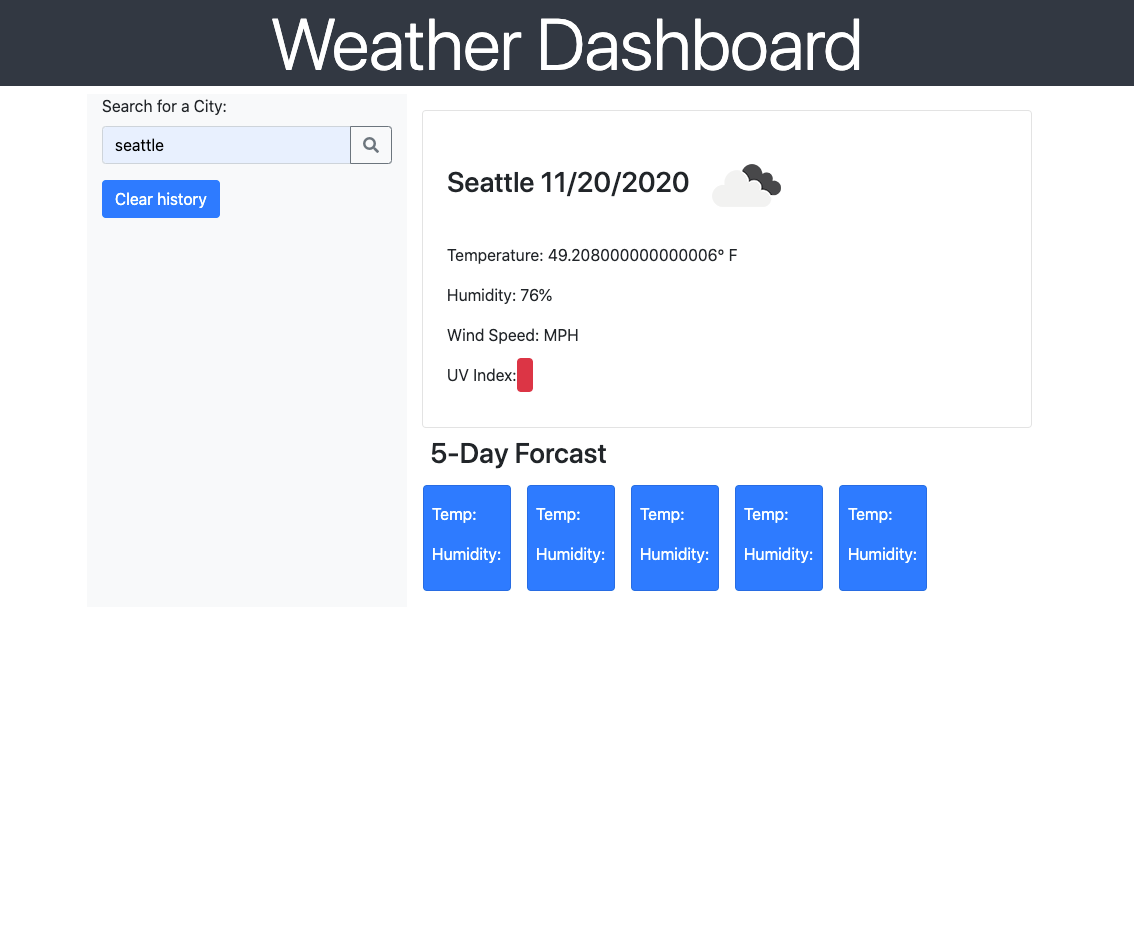 Weather Dashboard
Search for a City:
seattle
Clear history
Seattle 11/20/2020
Temperature: 49.208000000000006° F
Humidity: 76%
Wind Speed: MPH
UV Index:
5-Day Forcast
Temp: Temp: Temp: Temp: Temp:
Humidity: Humidity: Humidity: Humidity: Humidity: